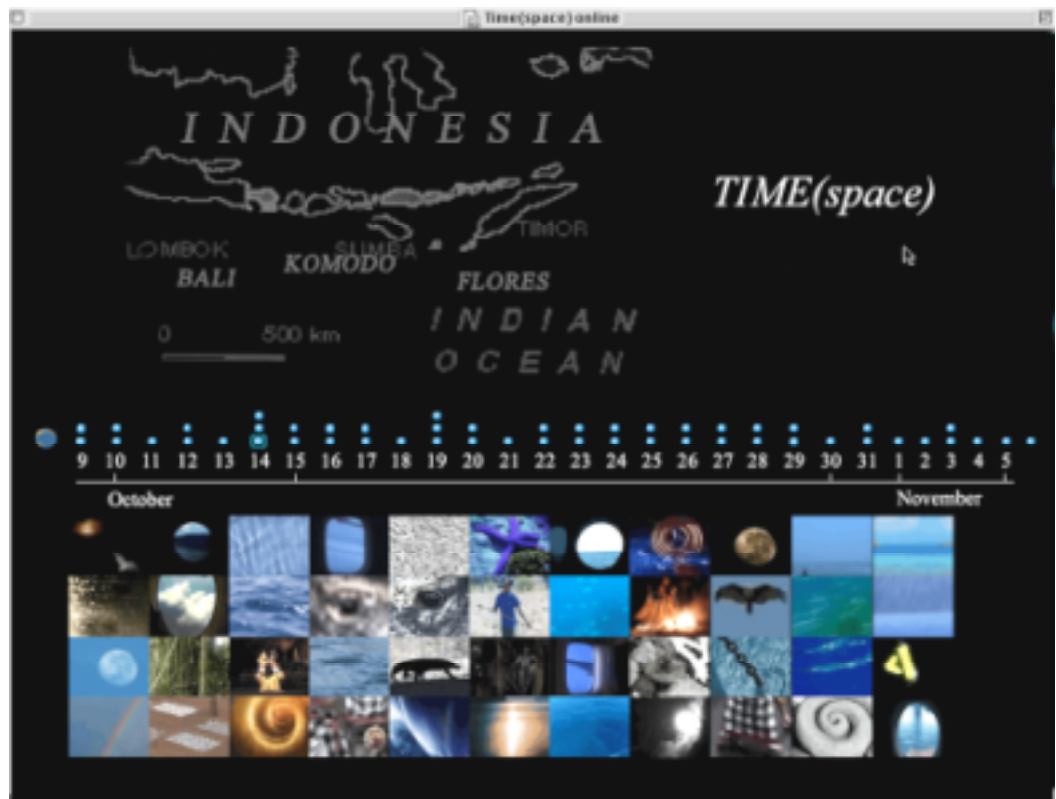 Time(space) online
INDONESIA
TIME(space)
TIMOR
LOMBOK SUMBA
KOMODO
BALI FLORES
INDIAN
0 500 km
OCEAN
9 10 11 12 13 14 15 16 17 18 19 20 21 22 23 24 25 26 27 28 29 30 31 1 2 3 4 5
October November